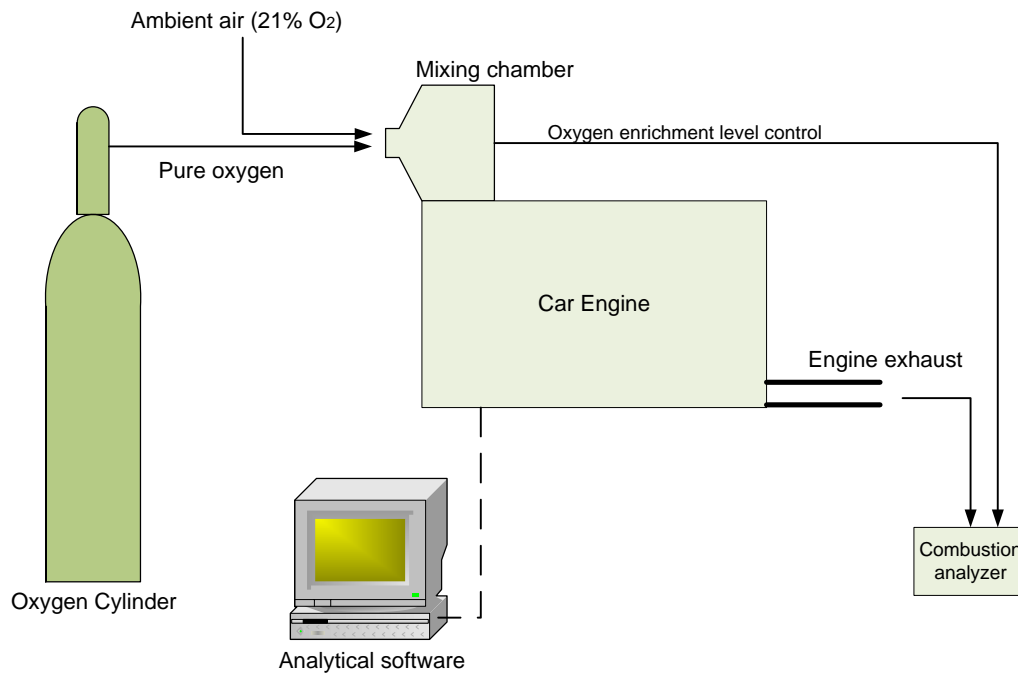 Ambient air (21% O₂)
Mixing chamber
Oxygen enrichment level control
Pure oxygen
Car Engine
Engine exhaust
Combustion
analyzer
Oxygen Cylinder
Analytical software